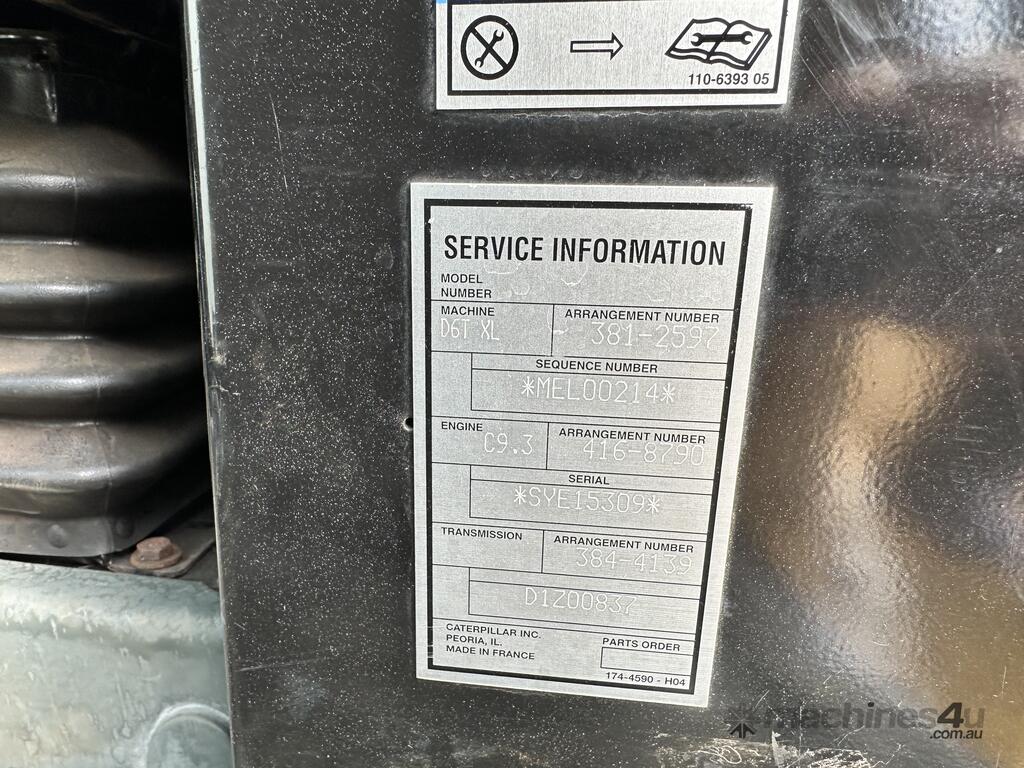 110-6393 05
SERVICE INFORMATION
MODEL
NUMBER
MACHINE
D6T XL
ARRANGEMENT NUMBER
381-2597
SEQUENCE NUMBER
*MEL00214*
ENGINE
C9.3
ARRANGEMENT NUMBER
416-8790
SERIAL
*SYE15309*
TRANSMISSION
ARRANGEMENT NUMBER
384-4139
D1Z00837
CATERPILLAR INC.
PEORIA, IL.
MADE IN FRANCE
PARTS ORDER
174-4590 - H04
machines4u
.com.au